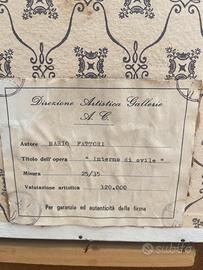 Direzione Artistica Gallerie
A. C.
Autore MARIO FATTORI
Titolo dell'opera " Interno di ovile "
Misura 25/35
Valutazione artistica 320.000
Per garanzia ed autenticità della firma
subito